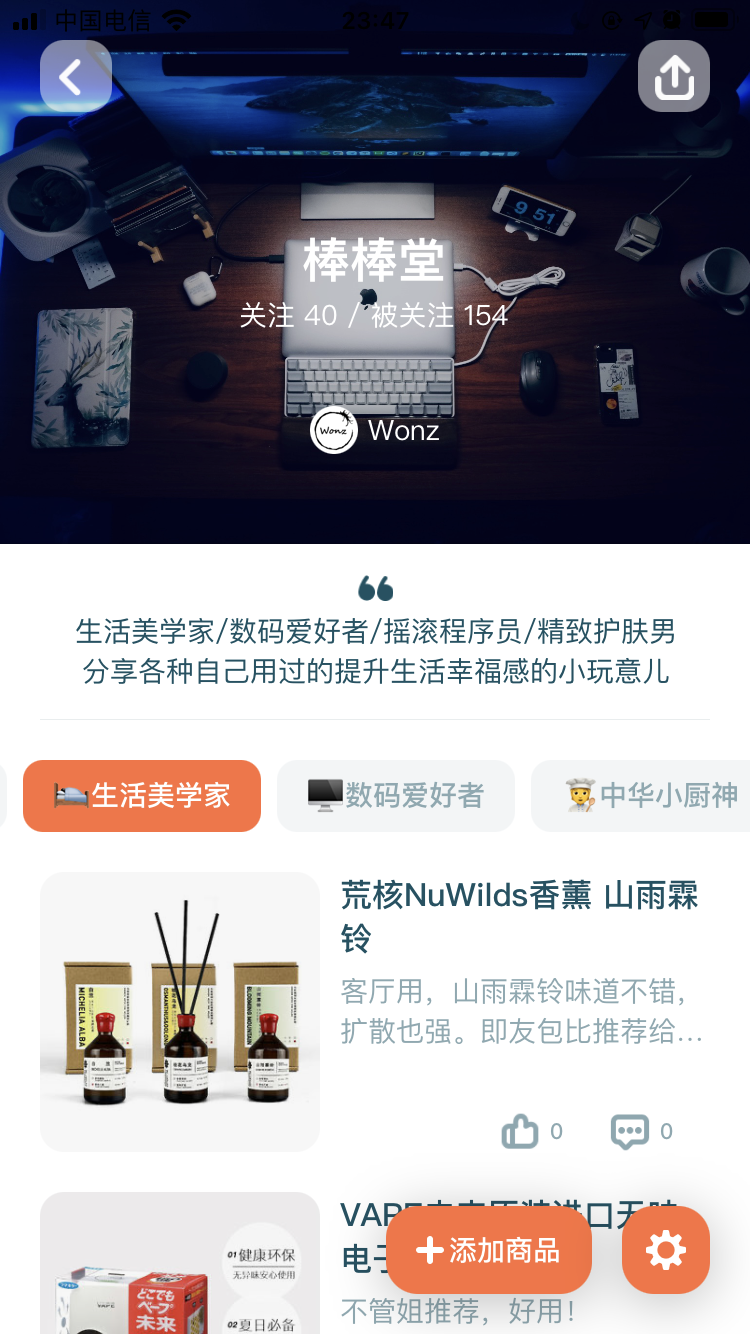 中国电信
23:47
9 51
棒棒堂
关注 40 / 被关注 154
Wonz
Wonz
生活美学家/数码爱好者/摇滚程序员/精致护肤男
分享各种自己用过的提升生活幸福感的小玩意儿
生活美学家
数码爱好者
中华小厨神
荒核NuWilds香薰 山雨霖
铃
MICHELIA ALBA
BLOOMING MOUNTAIN
客厅用，山雨霖铃味道不错，
扩散也强。即友包比推荐给...
0
0
01 健康环保
无异味安心使用
02 夏日必备
VAPE
どこでも
ベープ
未来
不管姐推荐，好用！
+添加商品